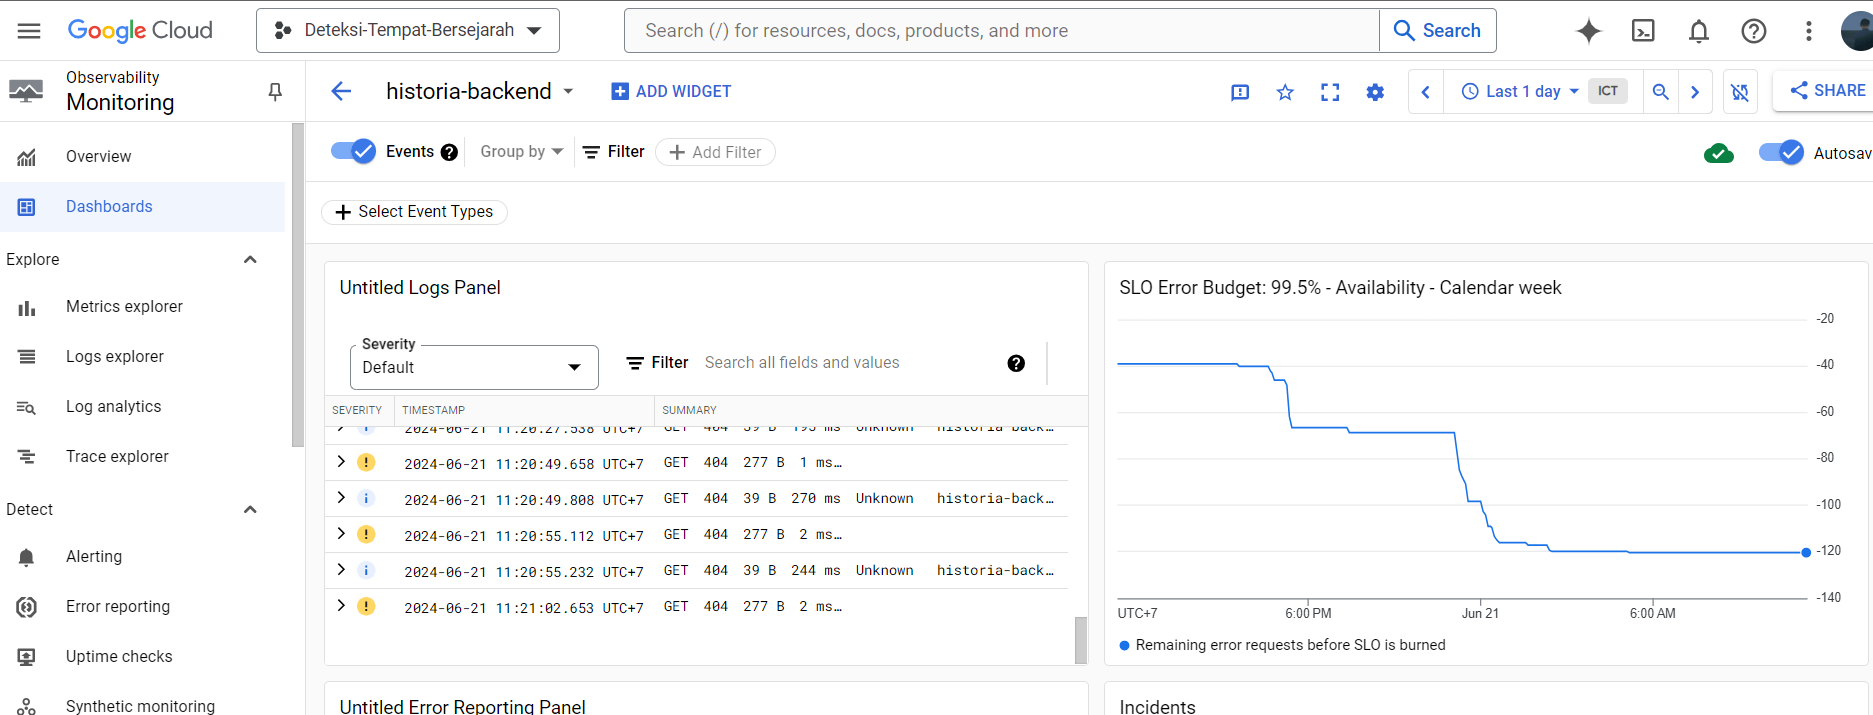 Google Cloud
Deteksi-Tempat-Bersejarah
Search (/) for resources, docs, products, and more
Search
Observability
Monitoring
historia-backend
ADD WIDGET
Last 1 day
ICT
SHARE
Overview
Dashboards
Explore
Metrics explorer
Logs explorer
Log analytics
Trace explorer
Detect
Alerting
Error reporting
Uptime checks
Synthetic monitoring
Events
Group by
Filter
Add Filter
Autosav
Select Event Types
Untitled Logs Panel
Severity
Default
Filter
Search all fields and values
SEVERITY TIMESTAMP SUMMARY
2024-06-21 11:20:27.538 UTC+7 GET 404 39 B 195 ms Unknown historia-back…
2024-06-21 11:20:49.658 UTC+7 GET 404 277 B 1 ms…
2024-06-21 11:20:49.808 UTC+7 GET 404 39 B 270 ms Unknown historia-back…
2024-06-21 11:20:55.112 UTC+7 GET 404 277 B 2 ms…
2024-06-21 11:20:55.232 UTC+7 GET 404 39 B 244 ms Unknown historia-back…
2024-06-21 11:21:02.653 UTC+7 GET 404 277 B 2 ms…
SLO Error Budget: 99.5% - Availability - Calendar week
-20
-40
-60
-80
-100
-120
-140
UTC+7 6:00 PM Jun 21 6:00 AM
Remaining error requests before SLO is burned
Untitled Error Reporting Panel
Incidents